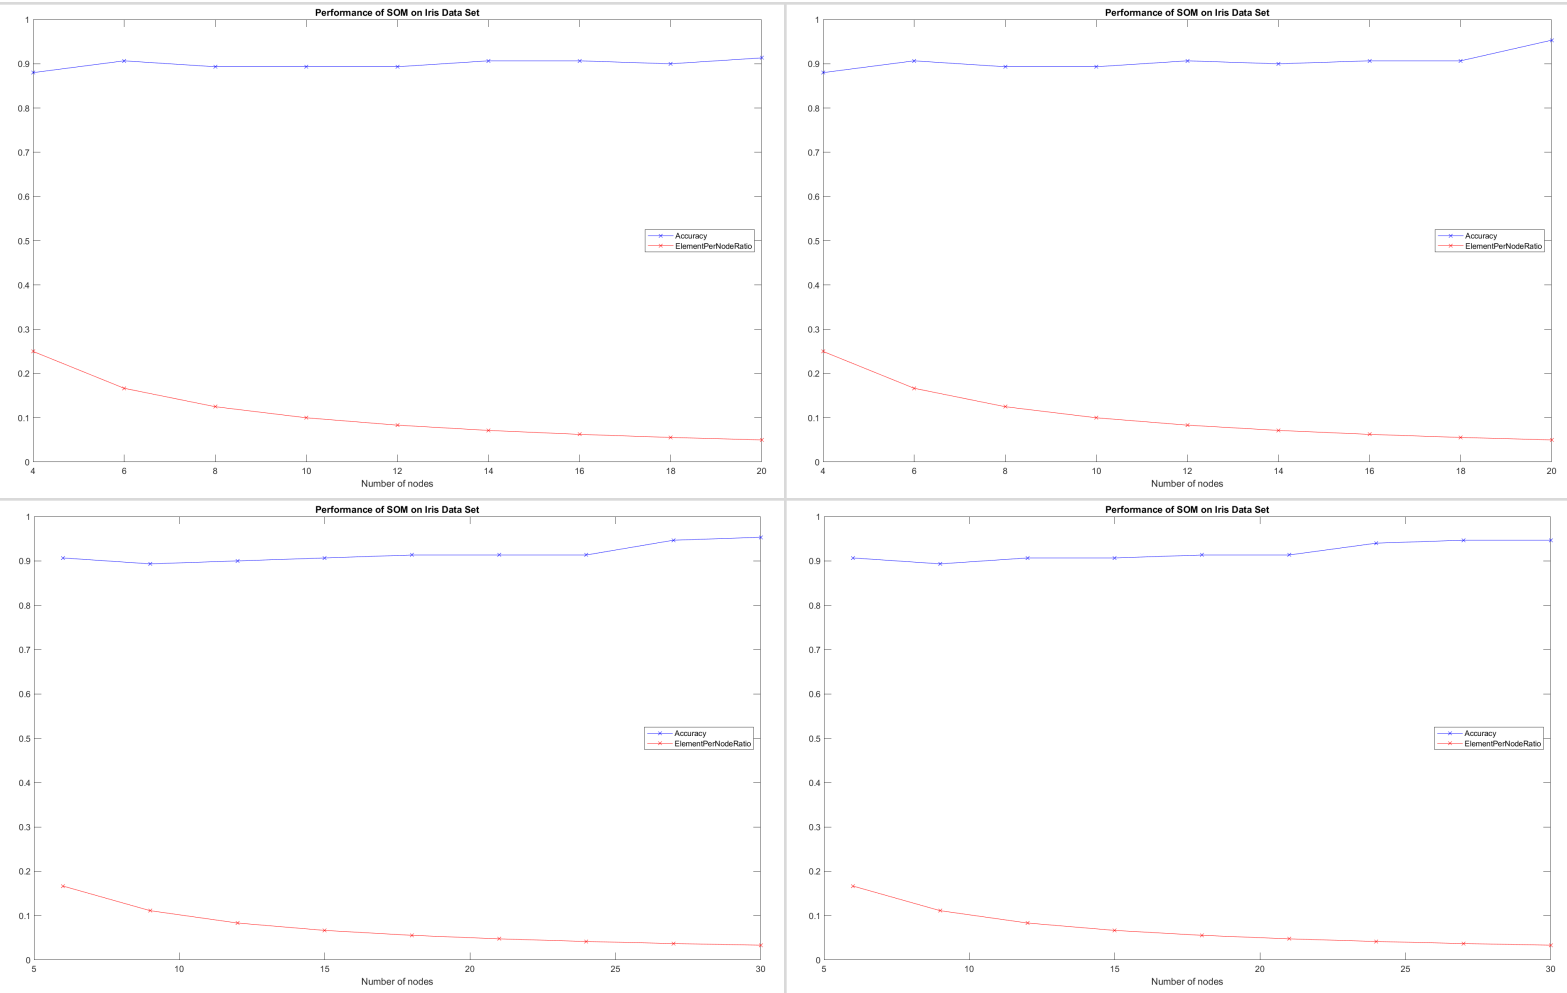 Performance of SOM on Iris Data Set
1
0.9
0.8
0.7
0.6
0.5
0.4
0.3
0.2
0.1
0
Accuracy
ElementPerNodeRatio
4 6 8 10 12 14 16 18 20
Number of nodes
Performance of SOM on Iris Data Set
1
0.9
0.8
0.7
0.6
0.5
0.4
0.3
0.2
0.1
0
Accuracy
ElementPerNodeRatio
4 6 8 10 12 14 16 18 20
Number of nodes
Performance of SOM on Iris Data Set
1
0.9
0.8
0.7
0.6
0.5
0.4
0.3
0.2
0.1
0
Accuracy
ElementPerNodeRatio
5 10 15 20 25 30
Number of nodes
Performance of SOM on Iris Data Set
1
0.9
0.8
0.7
0.6
0.5
0.4
0.3
0.2
0.1
0
Accuracy
ElementPerNodeRatio
5 10 15 20 25 30
Number of nodes